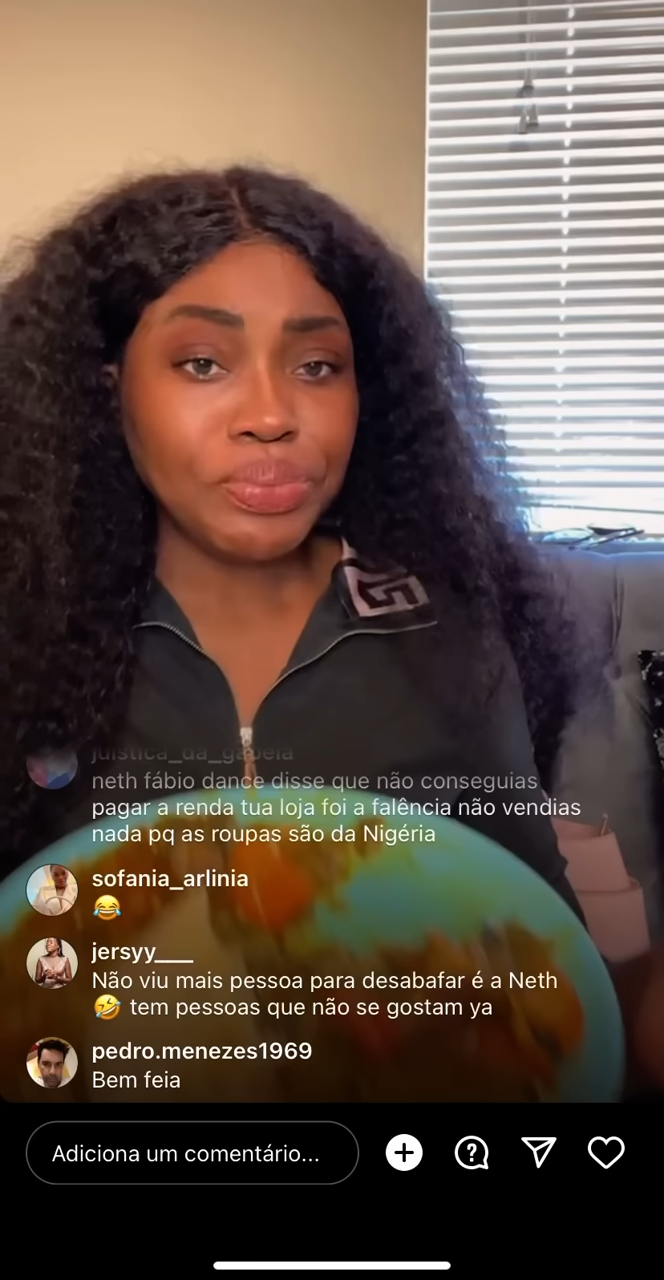 juistica_da_gabela
neth fábio dance disse que não conseguias
pagar a renda tua loja foi a falência não vendias
nada pq as roupas são da Nigéria
sofania_arlinia
😂
jersyy___
Não viu mais pessoa para desabafar é a Neth
🤣 tem pessoas que não se gostam ya
pedro.menezes1969
Bem feia
Adiciona um comentário...